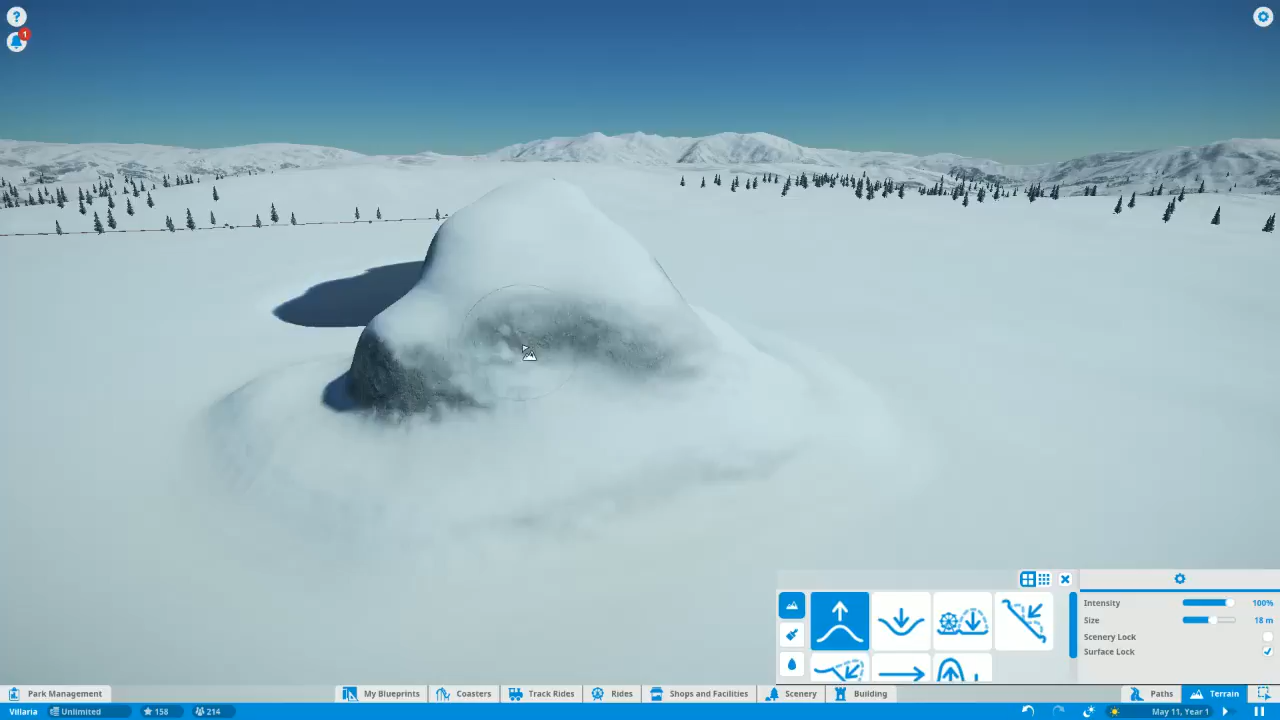 ?
1
Intensity 100%
Size 18 m
Scenery Lock
Surface Lock
Park Management My Blueprints Coasters Track Rides Rides Shops and Facilities Scenery Building Paths Terrain
Villaria Unlimited 158 214 May 11, Year 1